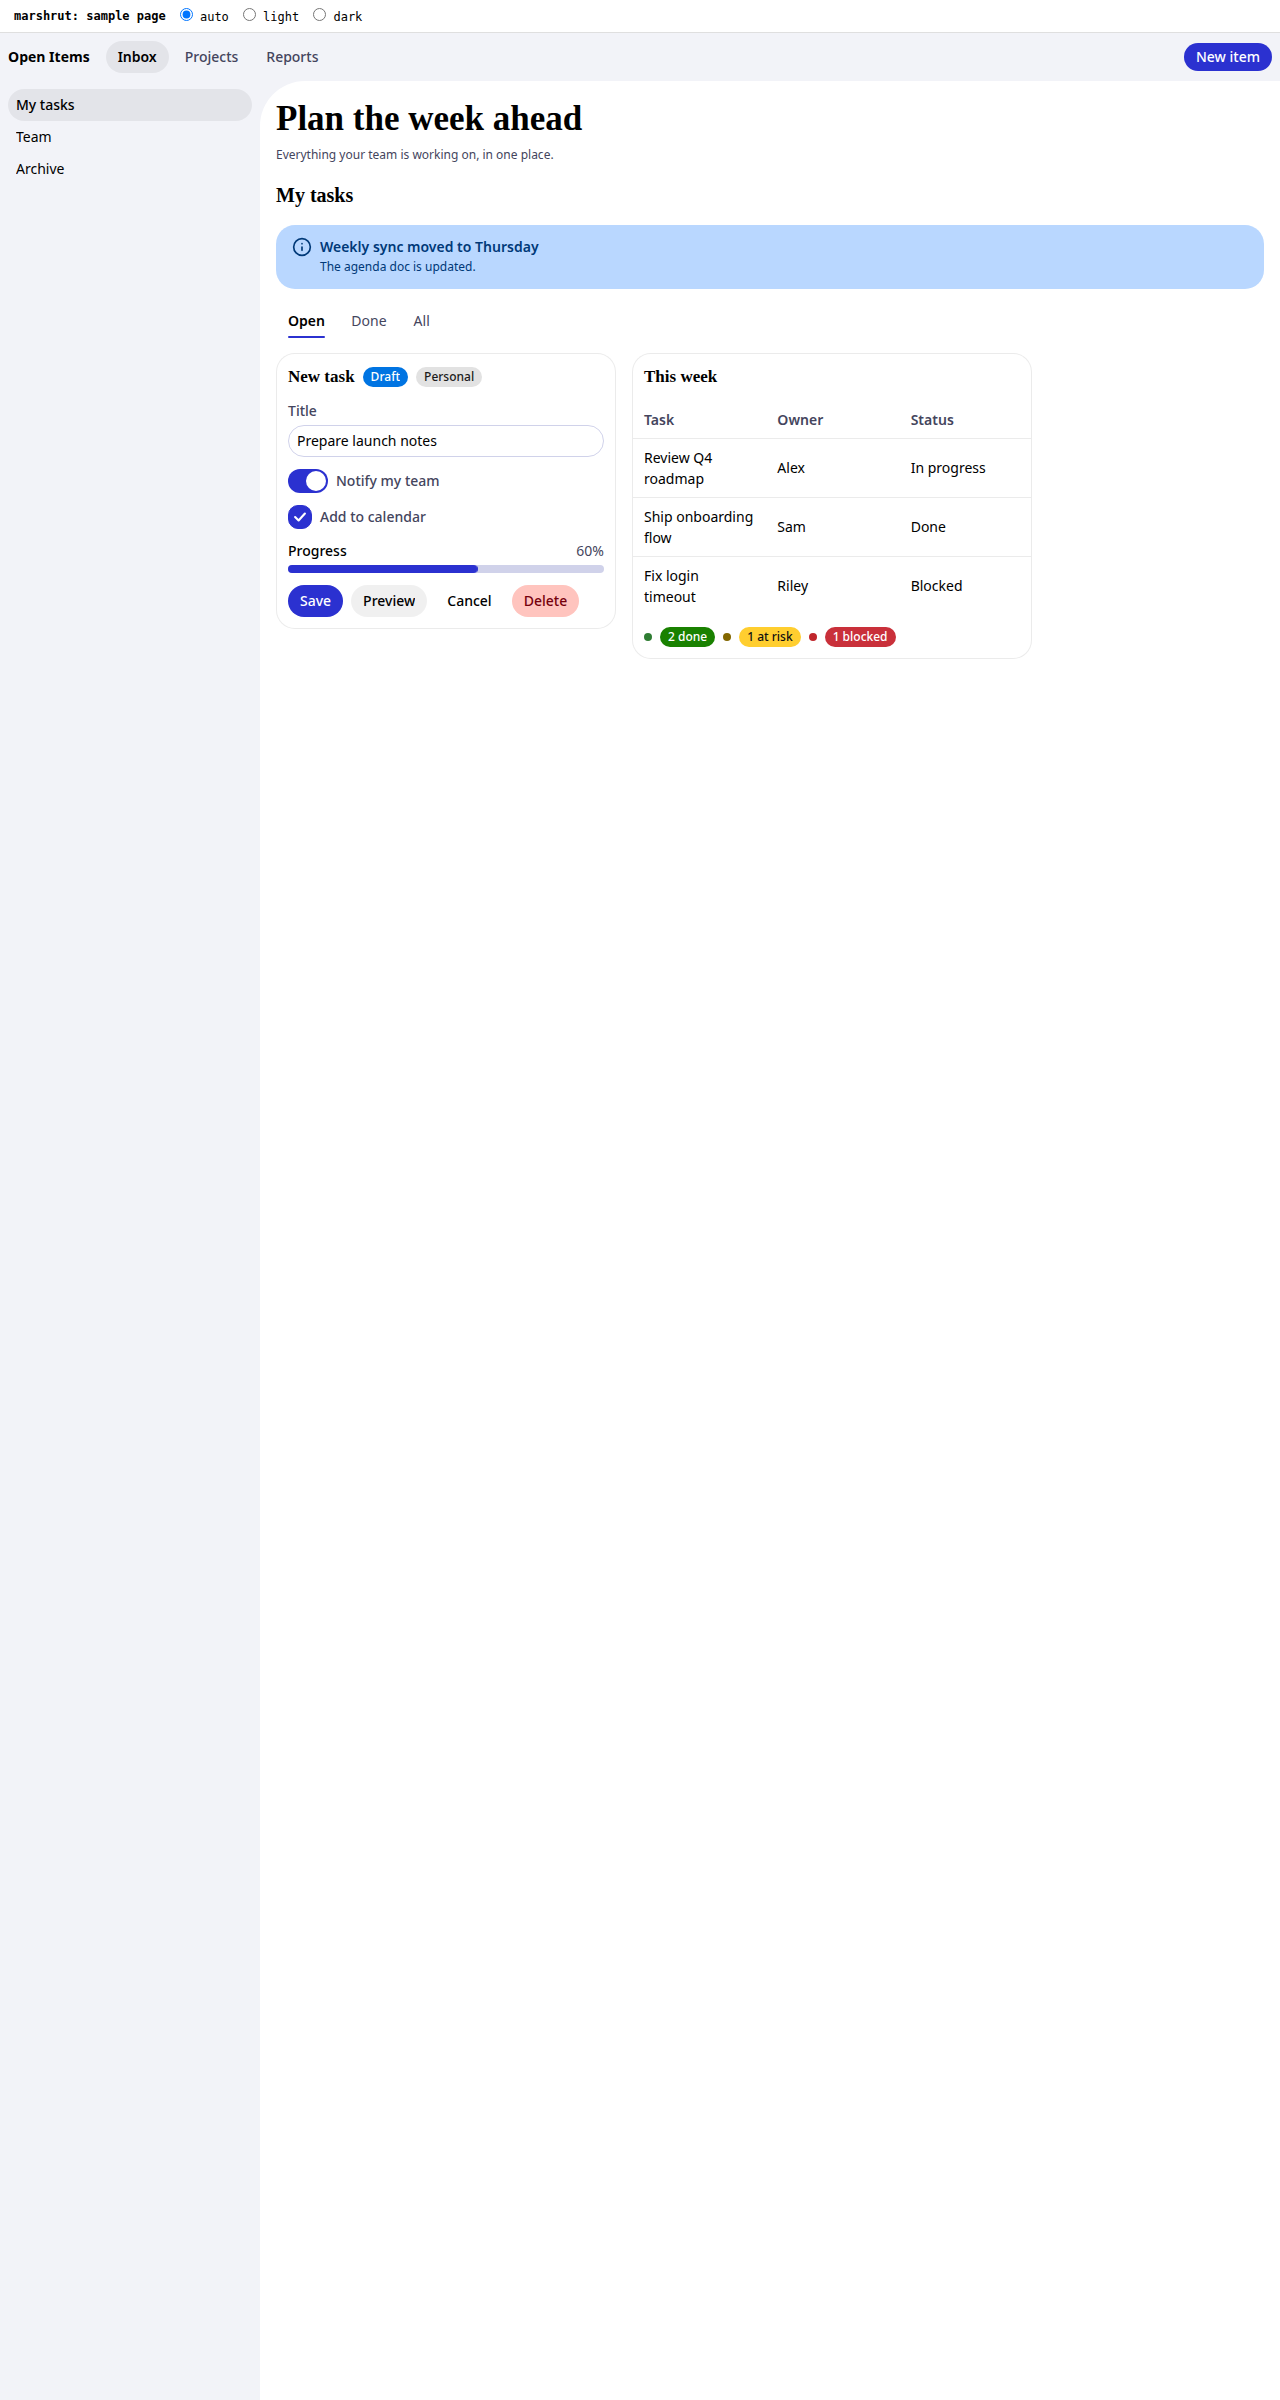 marshrut: sample page auto light dark
Open Items Inbox Projects Reports New item
My tasks
Team
Archive
Plan the week ahead
Everything your team is working on, in one place.
My tasks
Weekly sync moved to Thursday
The agenda doc is updated.
Open Done All
New task Draft Personal
Title
Prepare launch notes
Notify my team
Add to calendar
Progress 60%
Save Preview Cancel Delete
This week
Task Owner Status
Review Q4
roadmap
Alex In progress
Ship onboarding
flow
Sam Done
Fix login
timeout
Riley Blocked
2 done 1 at risk 1 blocked